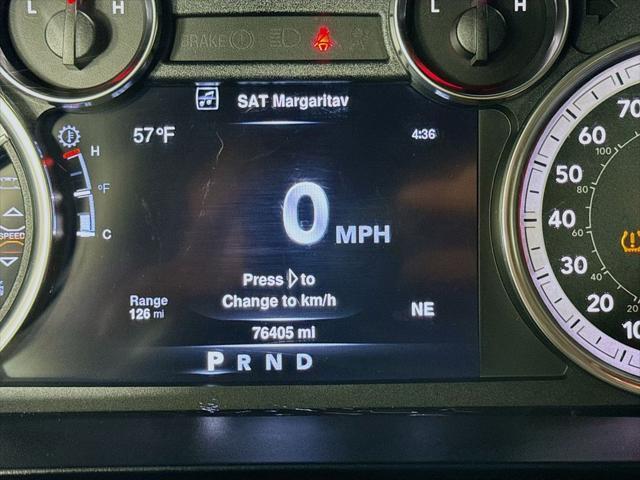 L H
BRAKE
L H
SAT Margaritav
57°F
4:36
H
°F
C
0 MPH
Press to
Change to km/h
Range
126 mi
NE
76405 mi
P R N D
SPEED
70
60
100
50
80
40
60
30
40
20
20
10